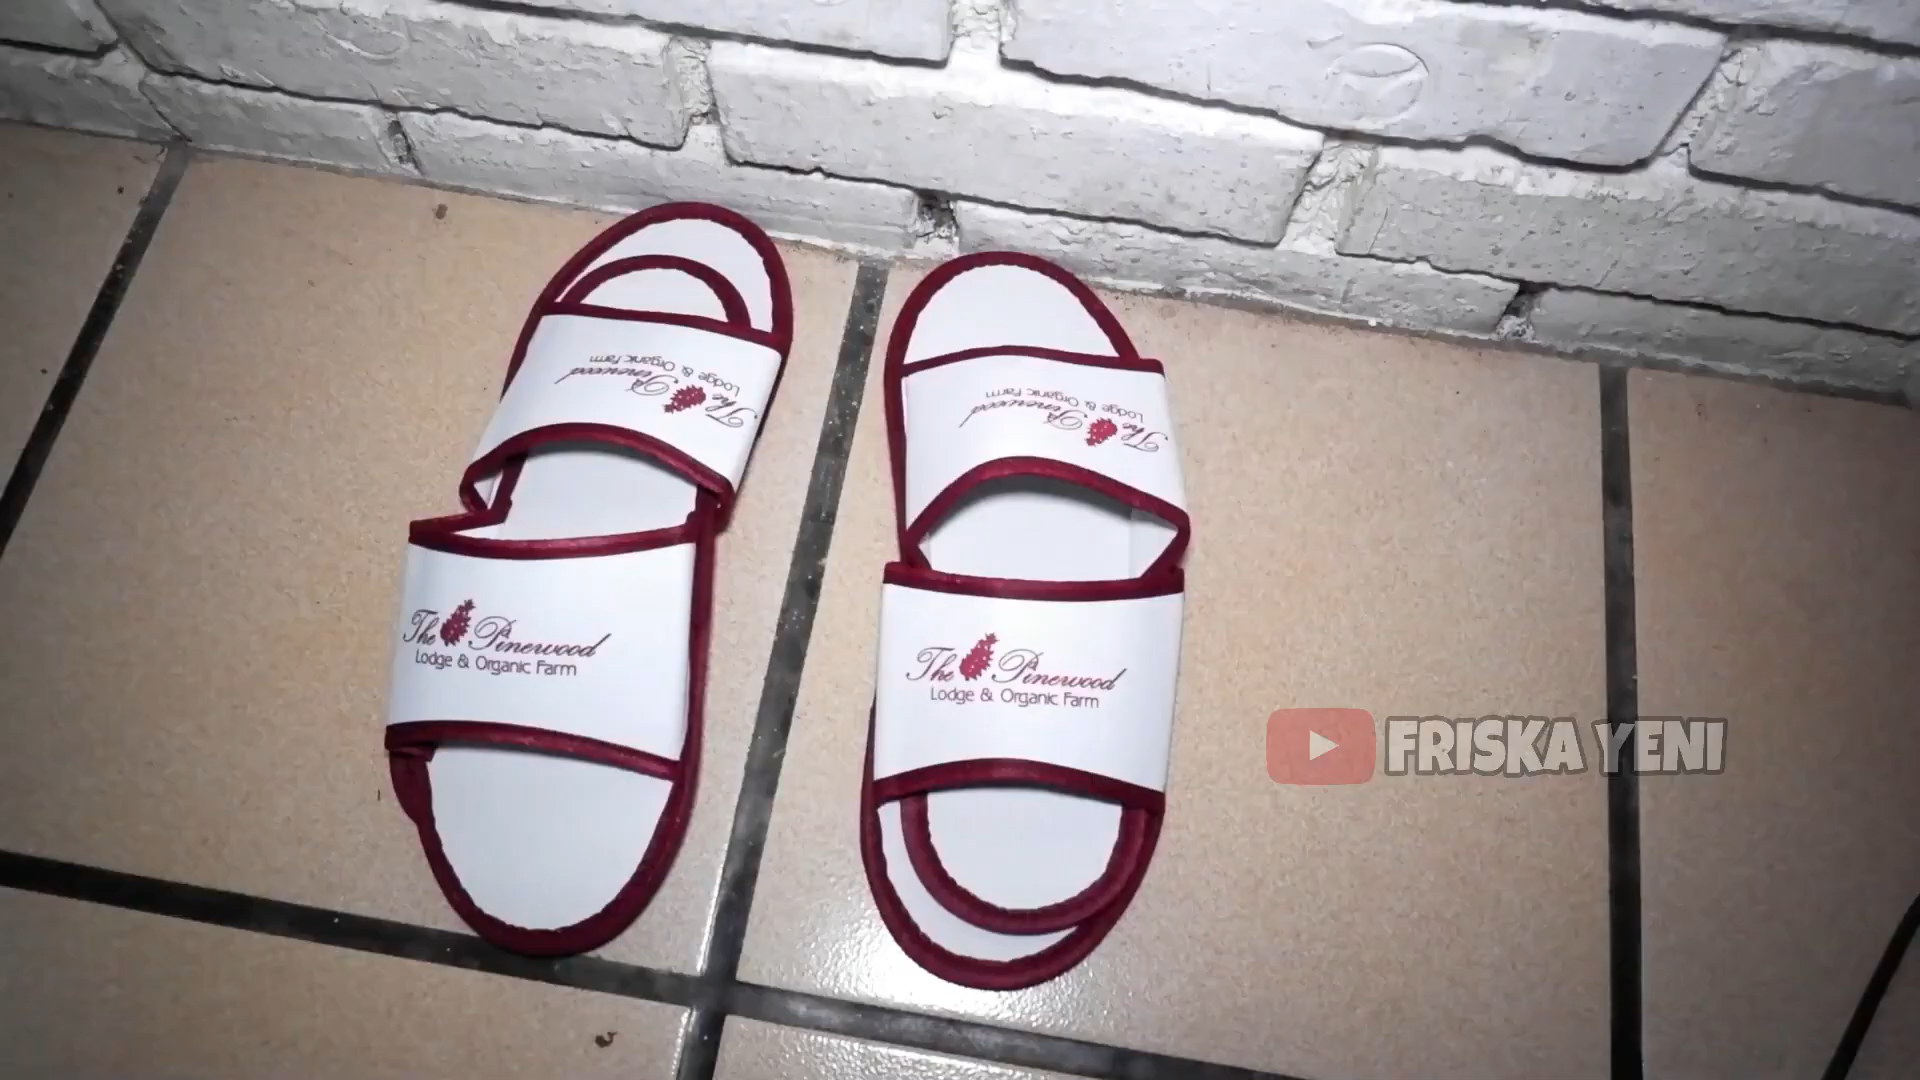 The Pinewood
Lodge & Organic Farm
The Pinewood
Lodge & Organic Farm
The Pinewood
Lodge & Organic Farm
The Pinewood
Lodge & Organic Farm
FRISKA YENI